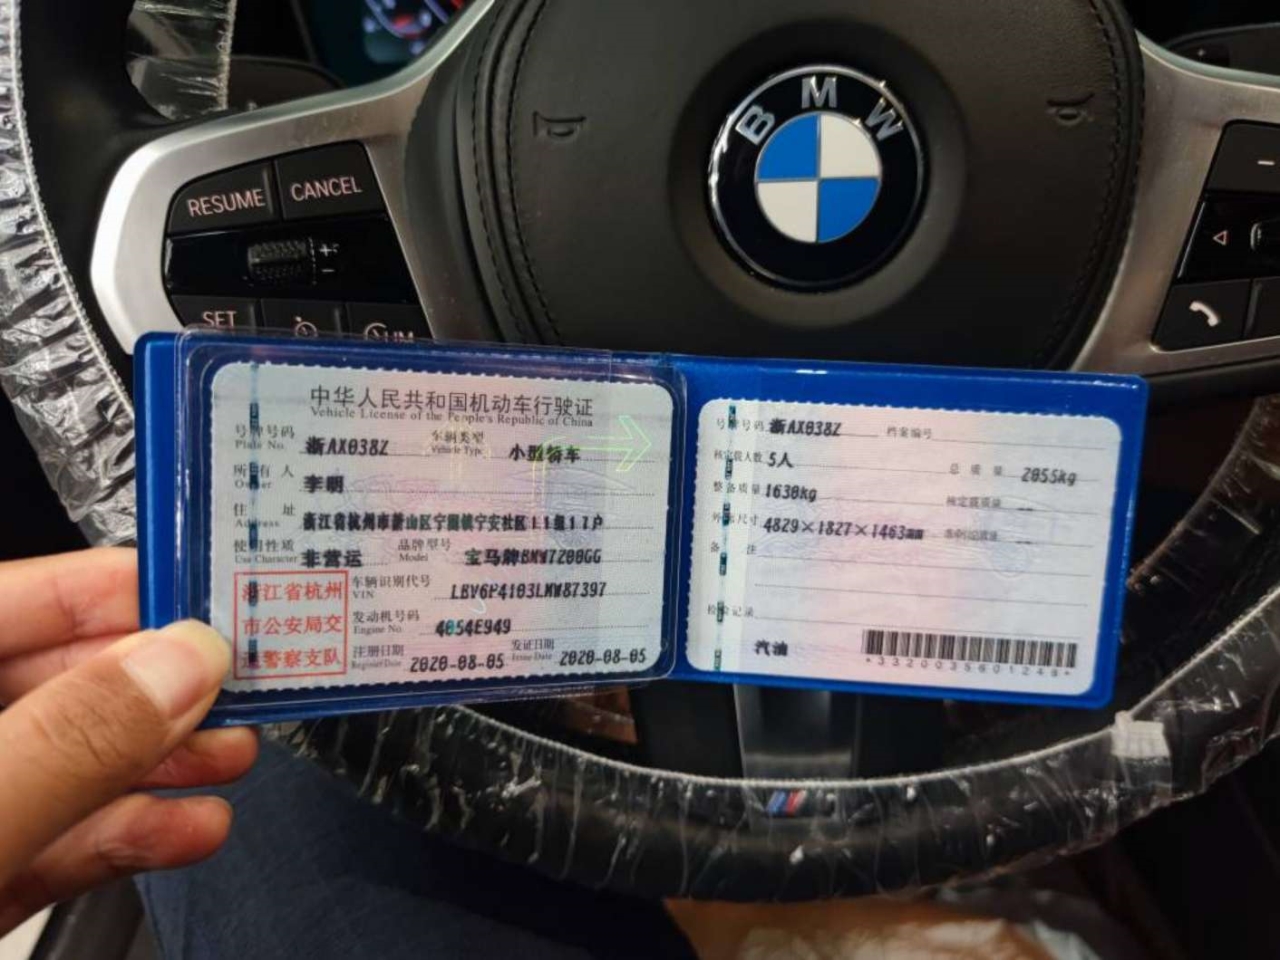 BMW
RESUME
CANCEL
+
−
SET
中华人民共和国机动车行驶证
Vehicle License of the People's Republic of China
号牌号码 浙AX038Z 车辆类型 小型轿车
Plate No. Vehicle Type
所有人 李明
Owner
住址 浙江省杭州市萧山区宁围镇宁安社区11组17户
Address
使用性质 非营运 品牌型号 宝马牌BMW7200GG
Use Character Model
浙江省杭州
市公安局交
通警察支队
车辆识别代号
VIN
发动机号码 4054E949
Engine No.
注册日期 2020-08-05 发证日期 2020-08-05
Register Date Issue Date
号牌号码 浙AX038Z 档案编号
核定载人数 5人 总质量 2055kg
整备质量 1630kg 核定载质量 --
外廓尺寸 4829×1827×1463mm --
备注
检验记录
汽油
*3320035601248*